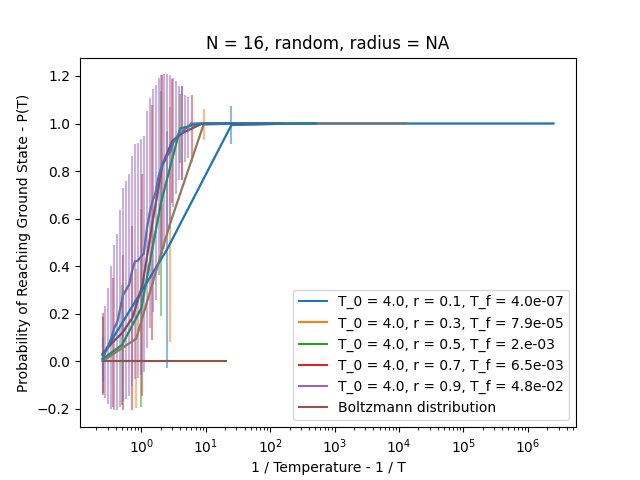 N = 16, random, radius = NA
Probability of Reaching Ground State - P(T)
1.2
1.0
0.8
0.6
0.4
0.2
0.0
−0.2
T_0 = 4.0, r = 0.1, T_f = 4.0e-07
T_0 = 4.0, r = 0.3, T_f = 7.9e-05
T_0 = 4.0, r = 0.5, T_f = 2.e-03
T_0 = 4.0, r = 0.7, T_f = 6.5e-03
T_0 = 4.0, r = 0.9, T_f = 4.8e-02
Boltzmann distribution
10⁰ 10¹ 10² 10³ 10⁴ 10⁵ 10⁶
1 / Temperature - 1 / T